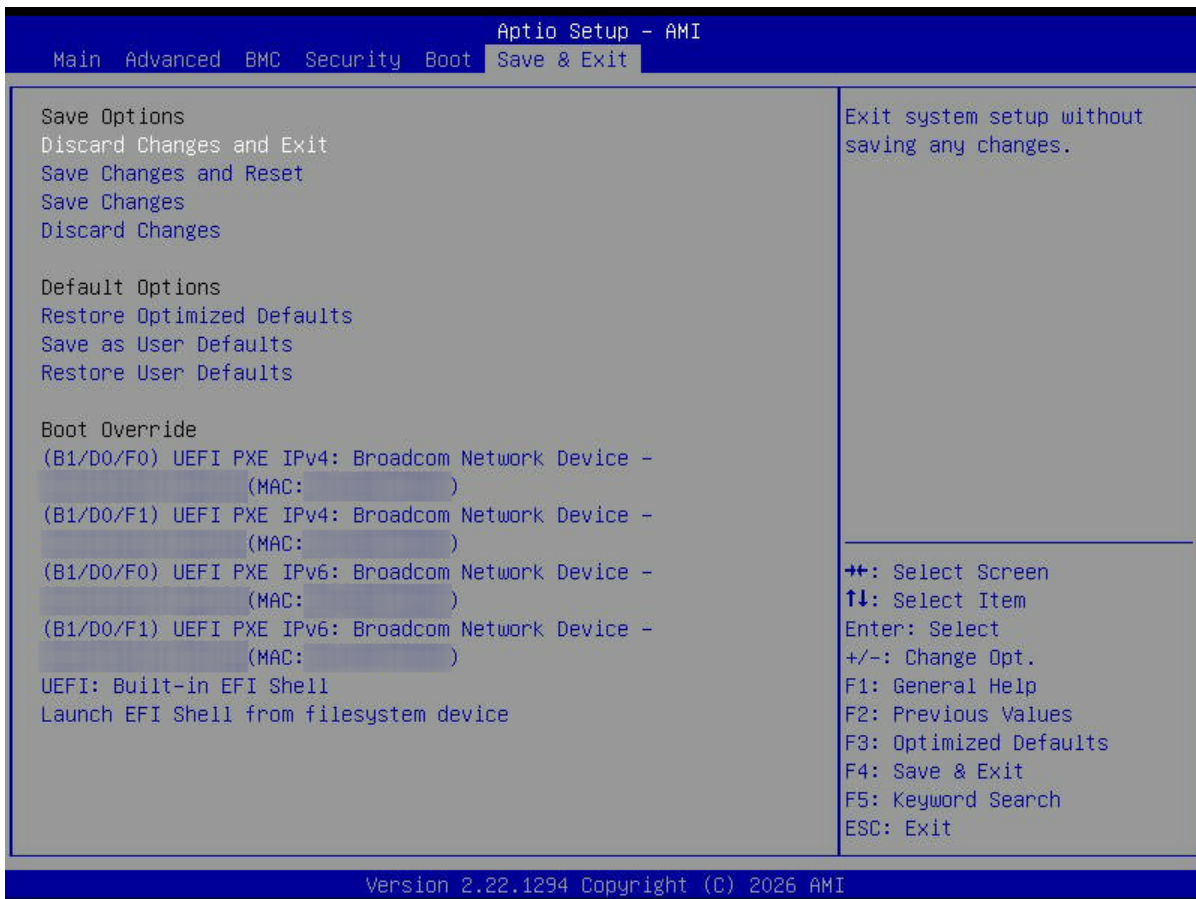 Aptio Setup – AMI
Main Advanced BMC Security Boot Save & Exit
Save Options
Discard Changes and Exit
Save Changes and Reset
Save Changes
Discard Changes
Default Options
Restore Optimized Defaults
Save as User Defaults
Restore User Defaults
Boot Override
(B1/D0/F0) UEFI PXE IPv4: Broadcom Network Device –
(MAC: )
(B1/D0/F1) UEFI PXE IPv4: Broadcom Network Device –
(MAC: )
(B1/D0/F0) UEFI PXE IPv6: Broadcom Network Device –
(MAC: )
(B1/D0/F1) UEFI PXE IPv6: Broadcom Network Device –
(MAC: )
UEFI: Built-in EFI Shell
Launch EFI Shell from filesystem device
Exit system setup without
saving any changes.
→←: Select Screen
↑↓: Select Item
Enter: Select
+/-: Change Opt.
F1: General Help
F2: Previous Values
F3: Optimized Defaults
F4: Save & Exit
F5: Keyword Search
ESC: Exit
Version 2.22.1294 Copyright (C) 2026 AMI